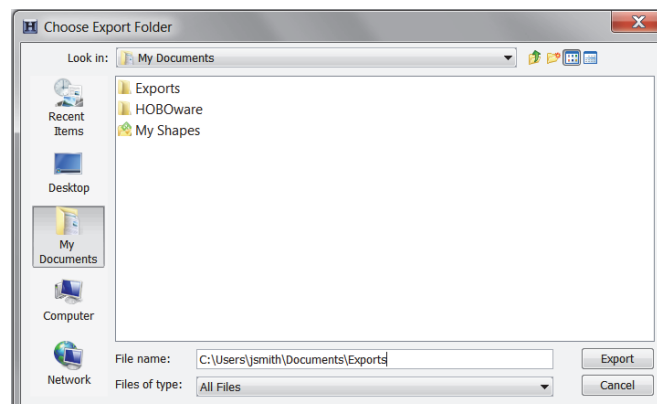 Choose Export Folder
Look in:
My Documents
Recent
Items
Desktop
My
Documents
Computer
Network
Exports
HOBOware
My Shapes
File name:
C:\Users\jsmith\Documents\Exports
Export
Files of type:
All Files
Cancel